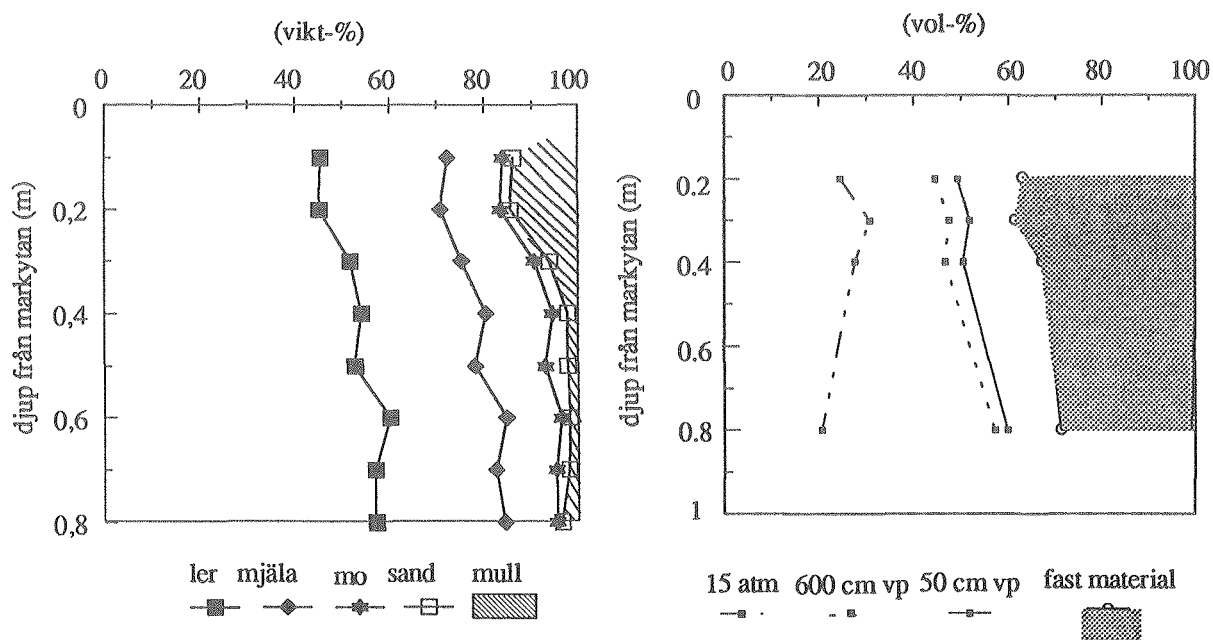 (vikt-%)
0 20 40 60 80 100
0
0,2
0,4
0,6
0,8
djup från markytan (m)
ler mjäla mo sand mull
(vol-%)
0 20 40 60 80 100
0
0.2
0.4
0.6
0.8
1
djup från markytan (m)
15 atm 600 cm vp 50 cm vp fast material